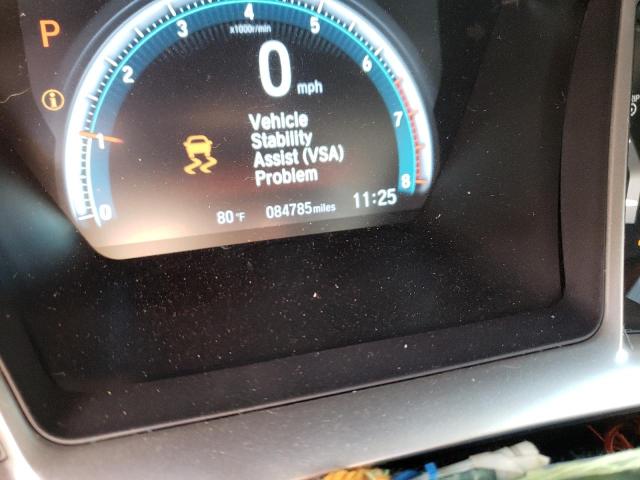 P
4
3
5
x1000r/min
2
6
0 mph
i
7
1
Vehicle
Stability
Assist (VSA)
Problem
8
0
80 °F 084785 miles 11:25